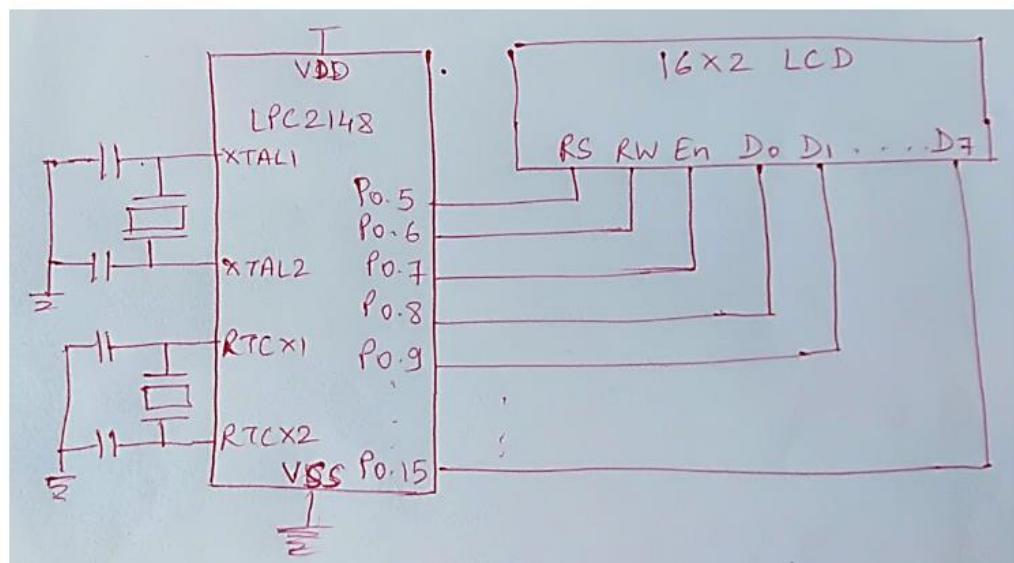 VDD
LPC2148
XTAL1
XTAL2
RTCX1
RTCX2
VSS
P0.5
P0.6
P0.7
P0.8
P0.9
P0.15
16X2 LCD
RS RW En D0 D1 ..... D7